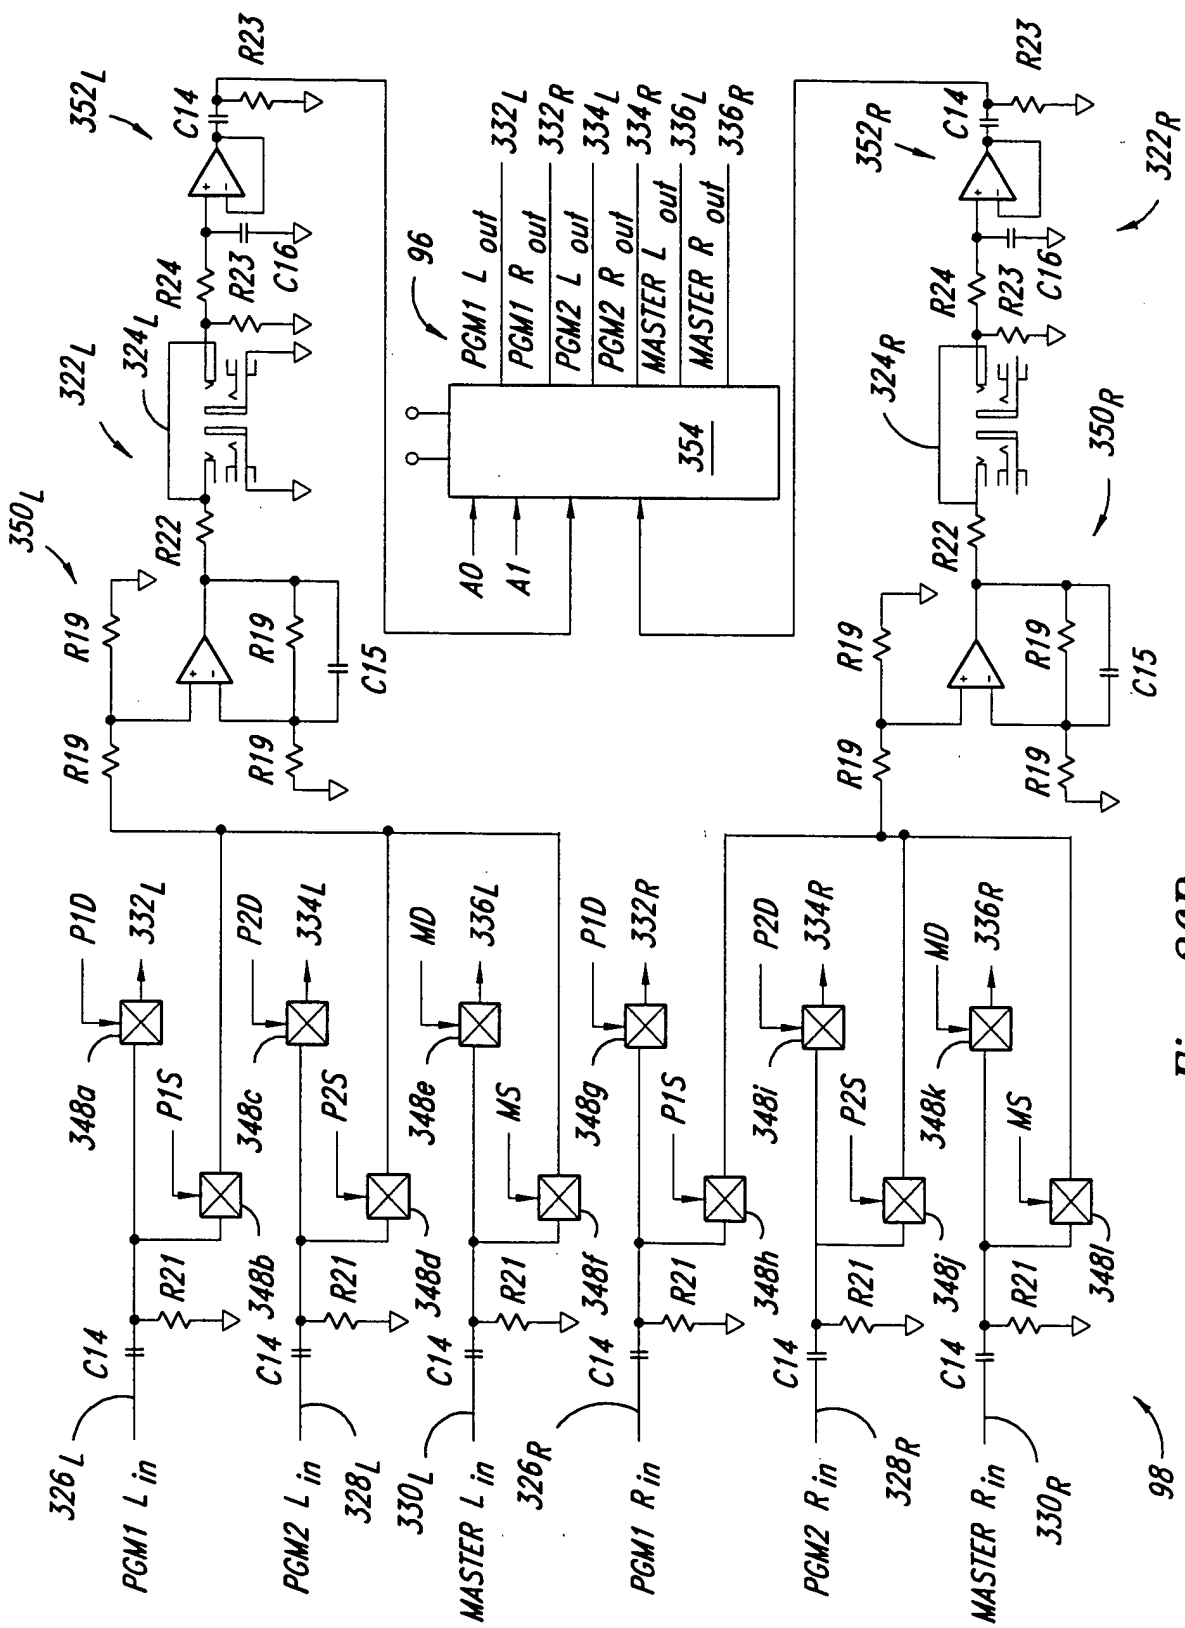 PGM1 L in
326L
C14
R21
348a
P1D
332L
P1S
348b
PGM2 L in
328L
C14
R21
348c
P2D
334L
P2S
348d
MASTER L in
330L
C14
R21
348e
MD
336L
MS
348f
PGM1 R in
326R
C14
R21
348g
P1D
332R
P1S
348h
PGM2 R in
328R
C14
R21
348i
P2D
334R
P2S
348j
MASTER R in
330R
C14
R21
348k
MD
336R
MS
348l
98
350L
R19
R19
R19
R19
C15
+
-
R22
322L
324L
R24
R23
C16
352L
+
-
C14
R23
A0
A1
354
96
PGM1 L out 332L
PGM1 R out 332R
PGM2 L out 334L
PGM2 R out 334R
MASTER L out 336L
MASTER R out 336R
R19
R19
R19
R19
C15
+
-
350R
R22
324R
R24
R23
C16
352R
+
-
C14
R23
322R